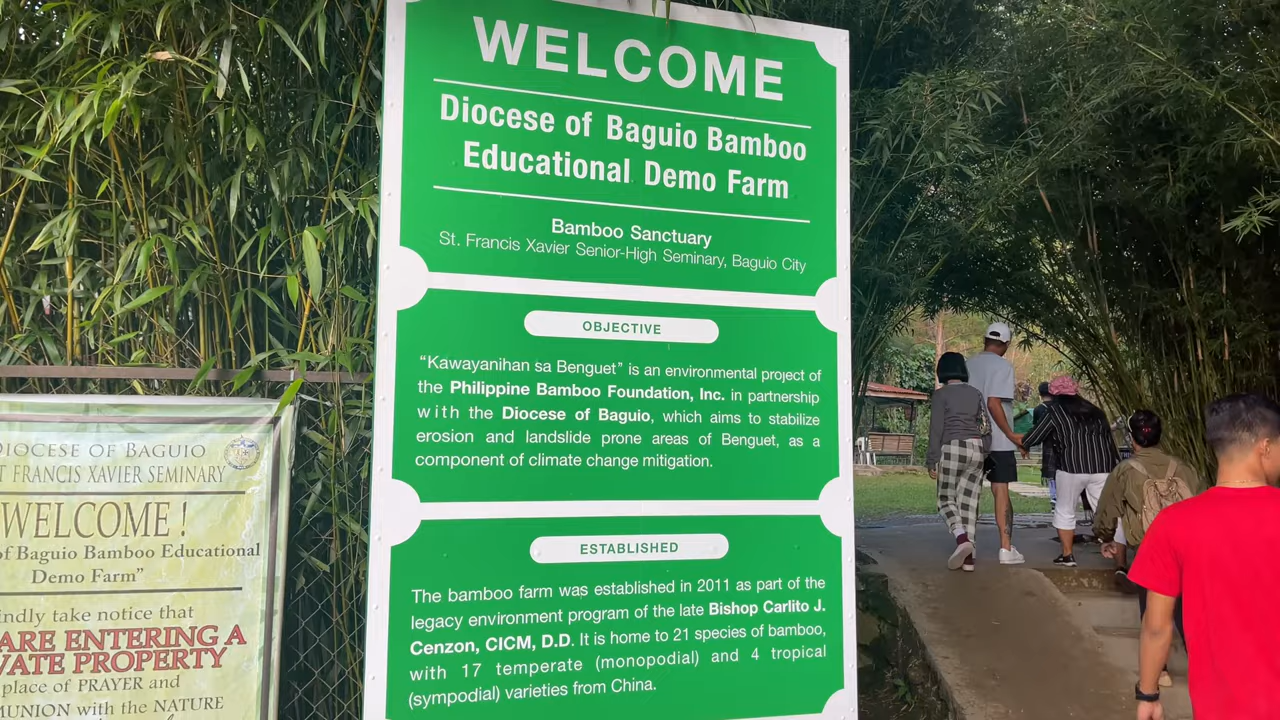 WELCOME
Diocese of Baguio Bamboo
Educational Demo Farm
Bamboo Sanctuary
St. Francis Xavier Senior-High Seminary, Baguio City
OBJECTIVE
“Kawayanihan sa Benguet” is an environmental project of
the Philippine Bamboo Foundation, Inc. in partnership
with the Diocese of Baguio, which aims to stabilize
erosion and landslide prone areas of Benguet, as a
component of climate change mitigation.
ESTABLISHED
The bamboo farm was established in 2011 as part of the
legacy environment program of the late Bishop Carlito J.
Cenzon, CICM, D.D. It is home to 21 species of bamboo,
with 17 temperate (monopodial) and 4 tropical
(sympodial) varieties from China.
DIOCESE OF BAGUIO
FRANCIS XAVIER SEMINARY
WELCOME!
of Baguio Bamboo Educational
Demo Farm”
take notice that
ARE ENTERING A
PROPERTY
place of PRAYER and
with the NATURE